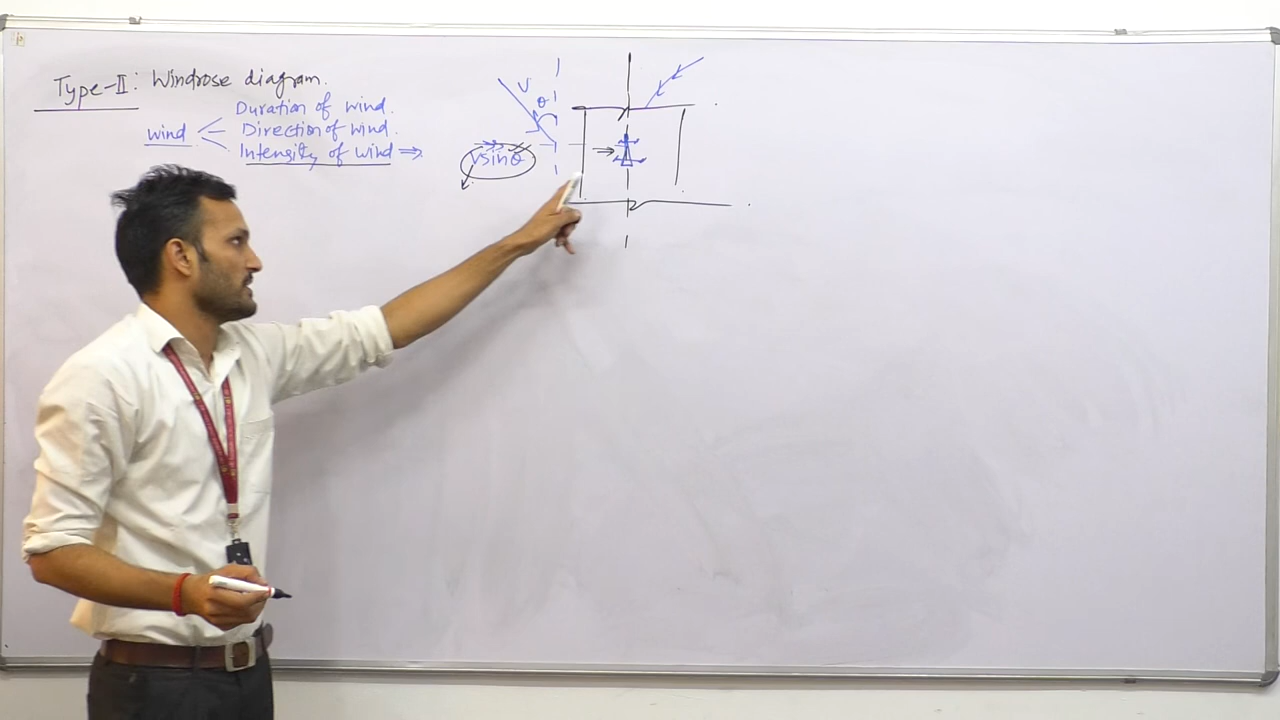 Type-II: Windrose diagram.
Duration of wind.
wind Direction of wind.
Intensity of wind ⇒
V
θ
Vsinθ